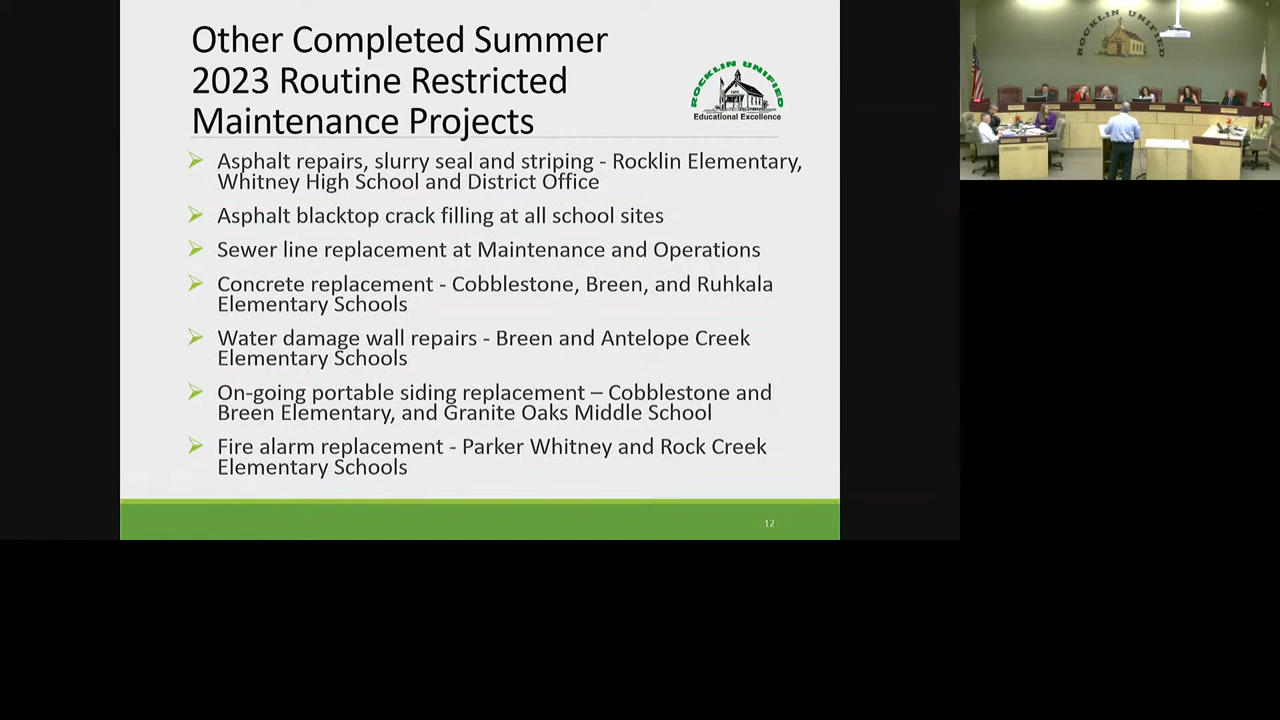 Other Completed Summer
2023 Routine Restricted
Maintenance Projects
ROCKLIN UNIFIED
Educational Excellence
Asphalt repairs, slurry seal and striping - Rocklin Elementary,
Whitney High School and District Office
Asphalt blacktop crack filling at all school sites
Sewer line replacement at Maintenance and Operations
Concrete replacement - Cobblestone, Breen, and Ruhkala
Elementary Schools
Water damage wall repairs - Breen and Antelope Creek
Elementary Schools
On-going portable siding replacement – Cobblestone and
Breen Elementary, and Granite Oaks Middle School
Fire alarm replacement - Parker Whitney and Rock Creek
Elementary Schools
12
ROCKLIN UNIFIED